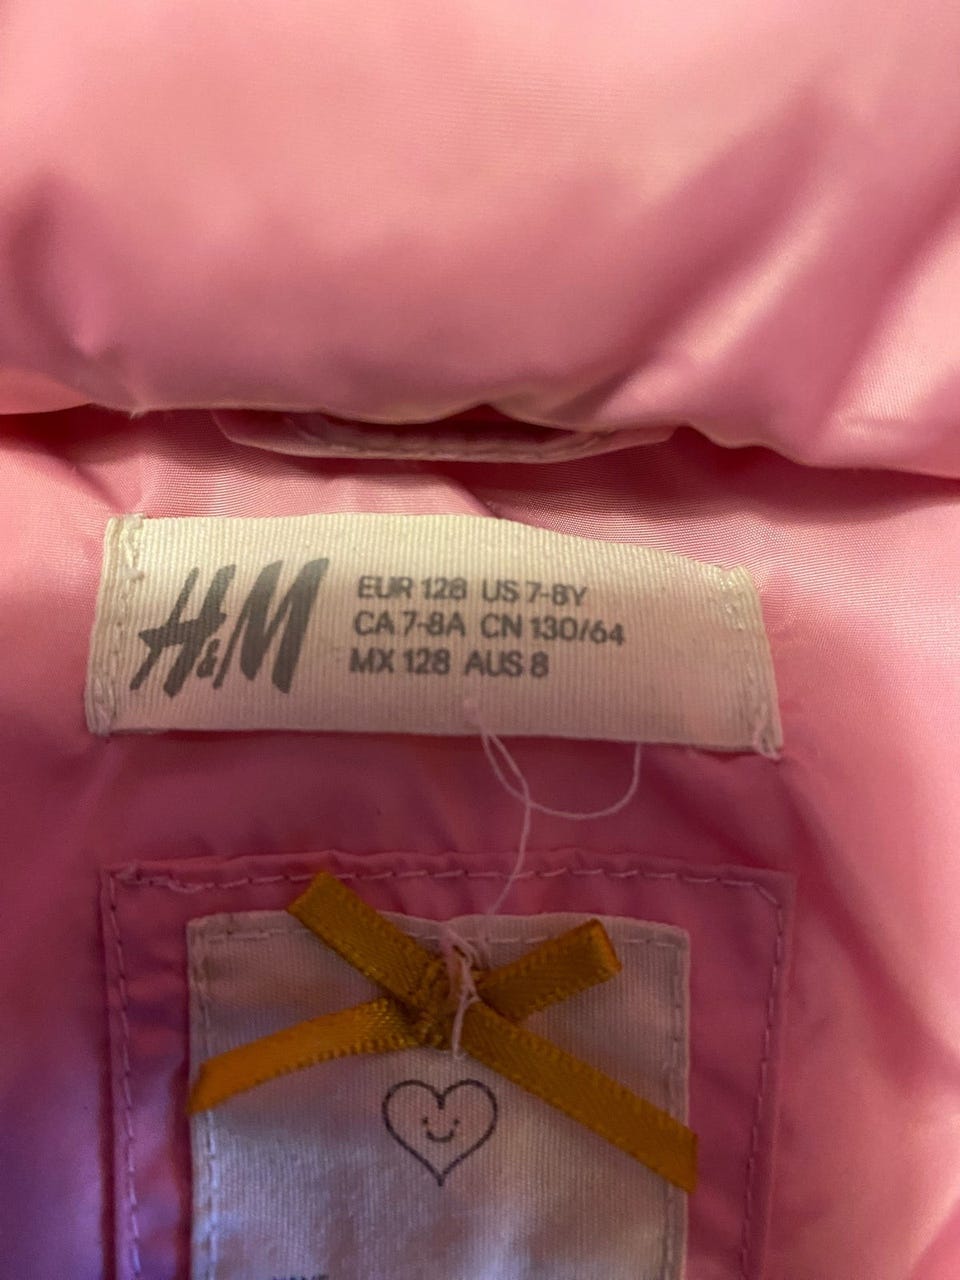 H&M
EUR 128 US 7-8Y
CA 7-8A CN 130/64
MX 128 AUS 8